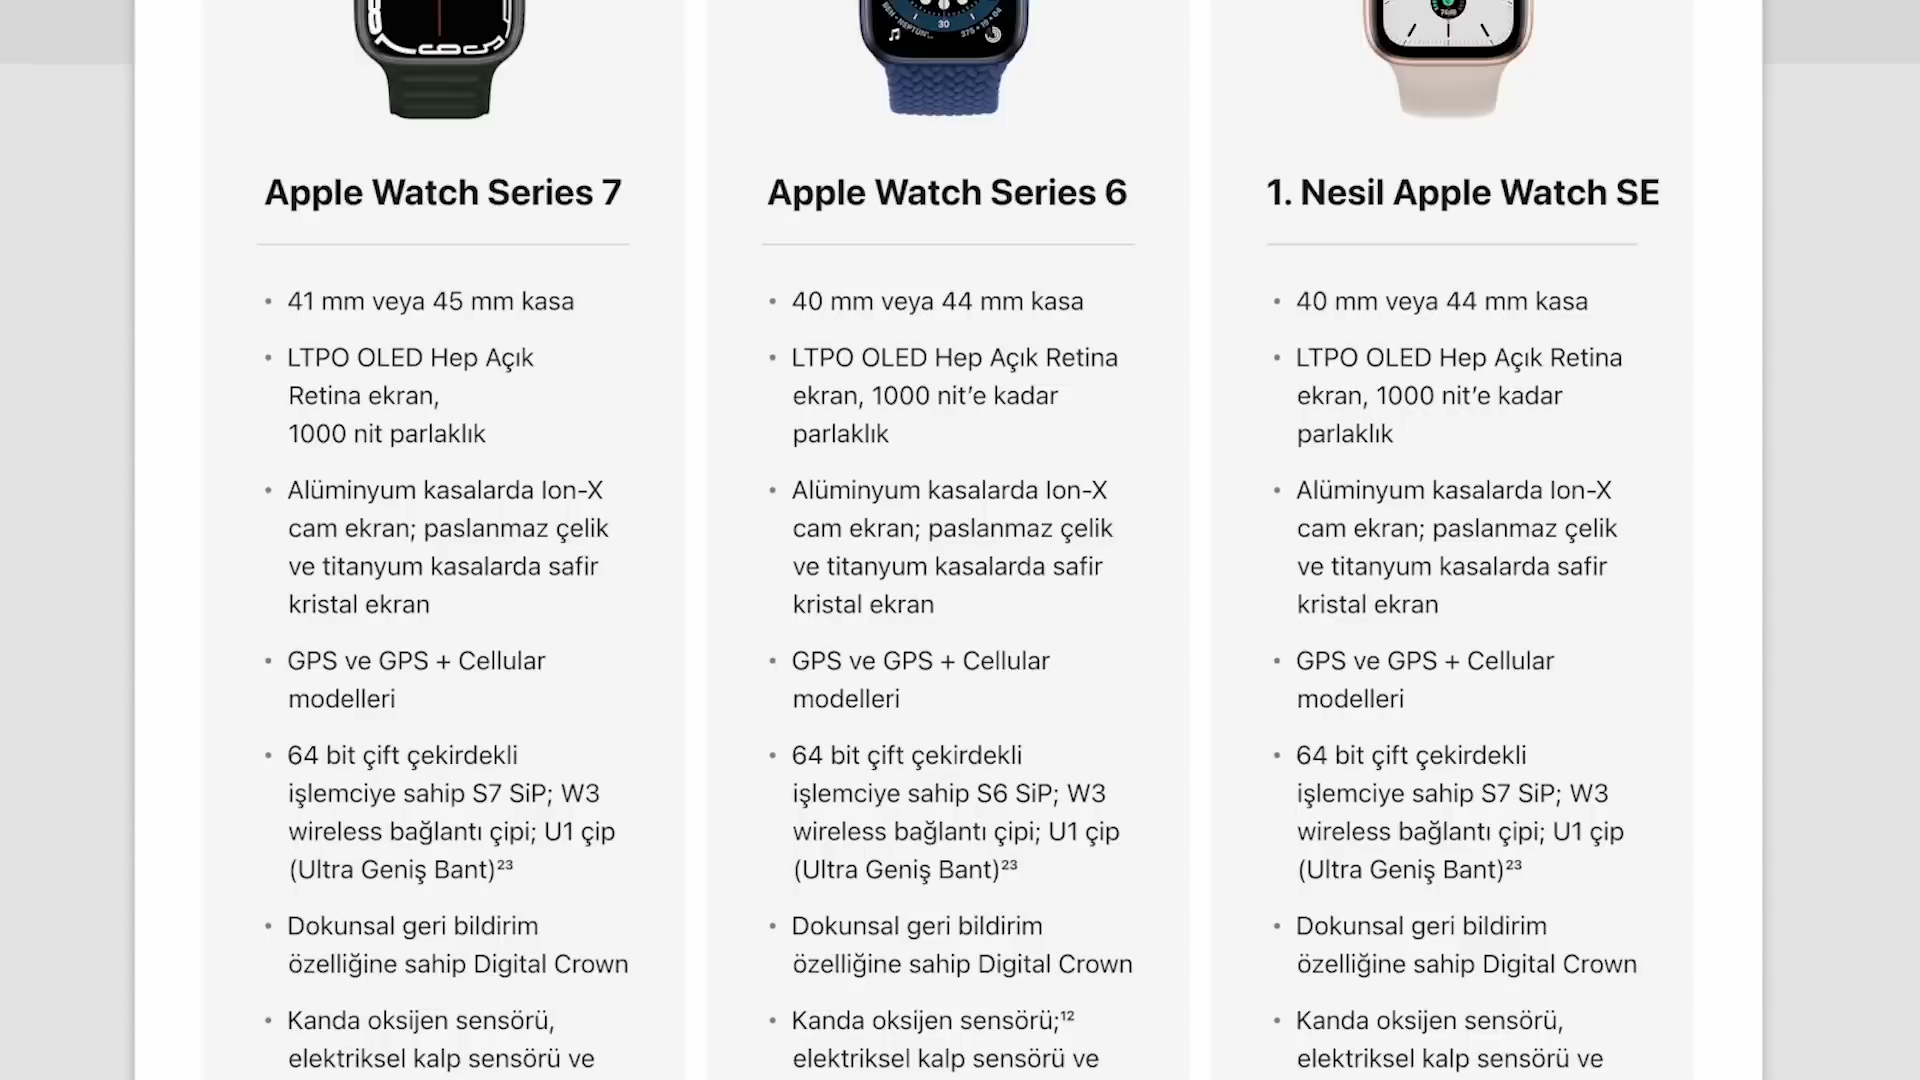 30
Apple Watch Series 7
41 mm veya 45 mm kasa
LTPO OLED Hep Açık
Retina ekran,
1000 nit parlaklık
Alüminyum kasalarda Ion-X
cam ekran; paslanmaz çelik
ve titanyum kasalarda safir
kristal ekran
GPS ve GPS + Cellular
modelleri
64 bit çift çekirdekli
işlemciye sahip S7 SiP; W3
wireless bağlantı çipi; U1 çip
(Ultra Geniş Bant)²³
Dokunsal geri bildirim
özelliğine sahip Digital Crown
Kanda oksijen sensörü,
elektriksel kalp sensörü ve
Apple Watch Series 6
40 mm veya 44 mm kasa
LTPO OLED Hep Açık Retina
ekran, 1000 nit’e kadar
parlaklık
Alüminyum kasalarda Ion-X
cam ekran; paslanmaz çelik
ve titanyum kasalarda safir
kristal ekran
GPS ve GPS + Cellular
modelleri
64 bit çift çekirdekli
işlemciye sahip S6 SiP; W3
wireless bağlantı çipi; U1 çip
(Ultra Geniş Bant)²³
Dokunsal geri bildirim
özelliğine sahip Digital Crown
Kanda oksijen sensörü;¹²
elektriksel kalp sensörü ve
1. Nesil Apple Watch SE
40 mm veya 44 mm kasa
LTPO OLED Hep Açık Retina
ekran, 1000 nit’e kadar
parlaklık
Alüminyum kasalarda Ion-X
cam ekran; paslanmaz çelik
ve titanyum kasalarda safir
kristal ekran
GPS ve GPS + Cellular
modelleri
64 bit çift çekirdekli
işlemciye sahip S7 SiP; W3
wireless bağlantı çipi; U1 çip
(Ultra Geniş Bant)²³
Dokunsal geri bildirim
özelliğine sahip Digital Crown
Kanda oksijen sensörü,
elektriksel kalp sensörü ve